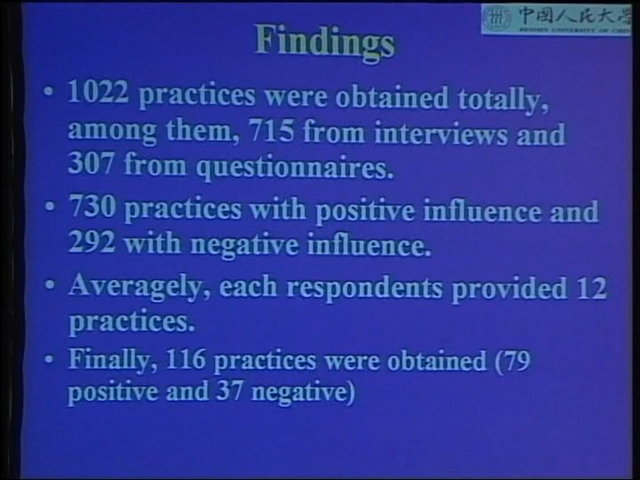 中国人民大学
Findings
• 1022 practices were obtained totally,
among them, 715 from interviews and
307 from questionnaires.
• 730 practices with positive influence and
292 with negative influence.
• Averagely, each respondents provided 12
practices.
• Finally, 116 practices were obtained (79
positive and 37 negative)